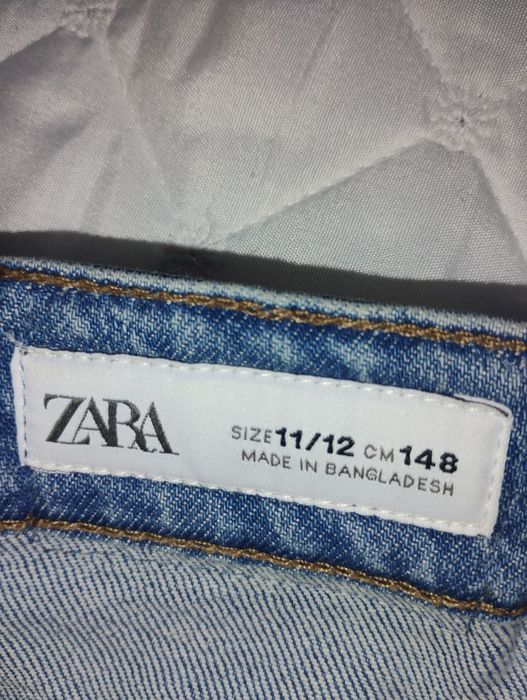 ZARA
SIZE 11/12 CM 148
MADE IN BANGLADESH